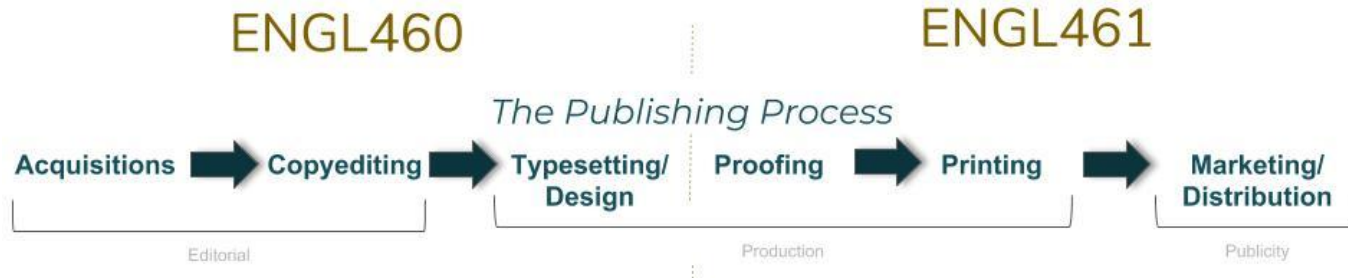 ENGL460
ENGL461
The Publishing Process
Acquisitions
Copyediting
Typesetting/
Design
Proofing
Printing
Marketing/
Distribution
Editorial
Production
Publicity